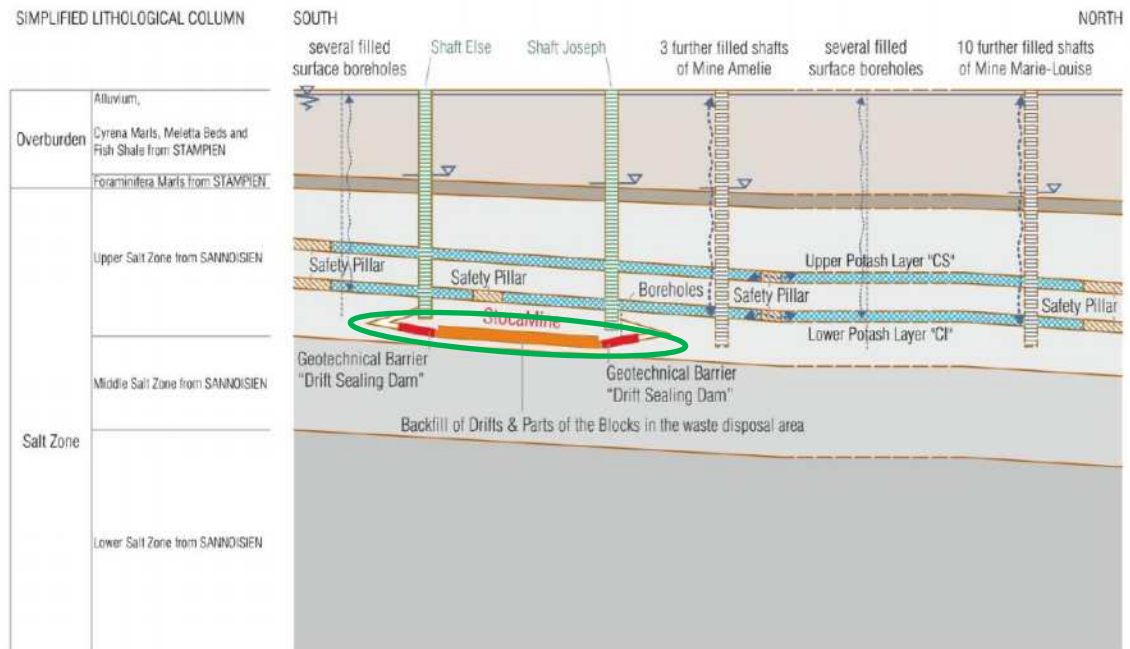 SIMPLIFIED LITHOLOGICAL COLUMN
SOUTH
NORTH
several filled
surface boreholes
Shaft Else
Shaft Joseph
3 further filled shafts
of Mine Amelie
several filled
surface boreholes
10 further filled shafts
of Mine Marie-Louise
Overburden
Alluvium,
Cyrena Marls, Meletta Beds and
Fish Shale from STAMPIEN
Foraminifera Marls from STAMPIEN
Salt Zone
Upper Salt Zone from SANNOISIEN
Middle Salt Zone from SANNOISIEN
Lower Salt Zone from SANNOISIEN
Safety Pillar
Safety Pillar
Upper Potash Layer "CS"
Boreholes
Safety Pillar
Safety Pillar
StocaMine
Lower Potash Layer "CI"
Geotechnical Barrier
"Drift Sealing Dam"
Geotechnical Barrier
"Drift Sealing Dam"
Backfill of Drifts & Parts of the Blocks in the waste disposal area